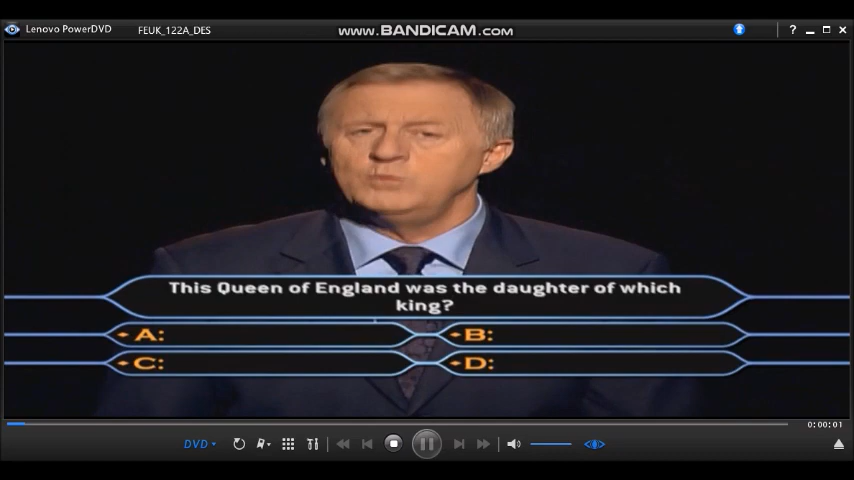 Lenovo PowerDVD FEUK_122A_DES www.BANDICAM.com ?
This Queen of England was the daughter of which
king?
A: B:
C: D:
0:00:01
DVD